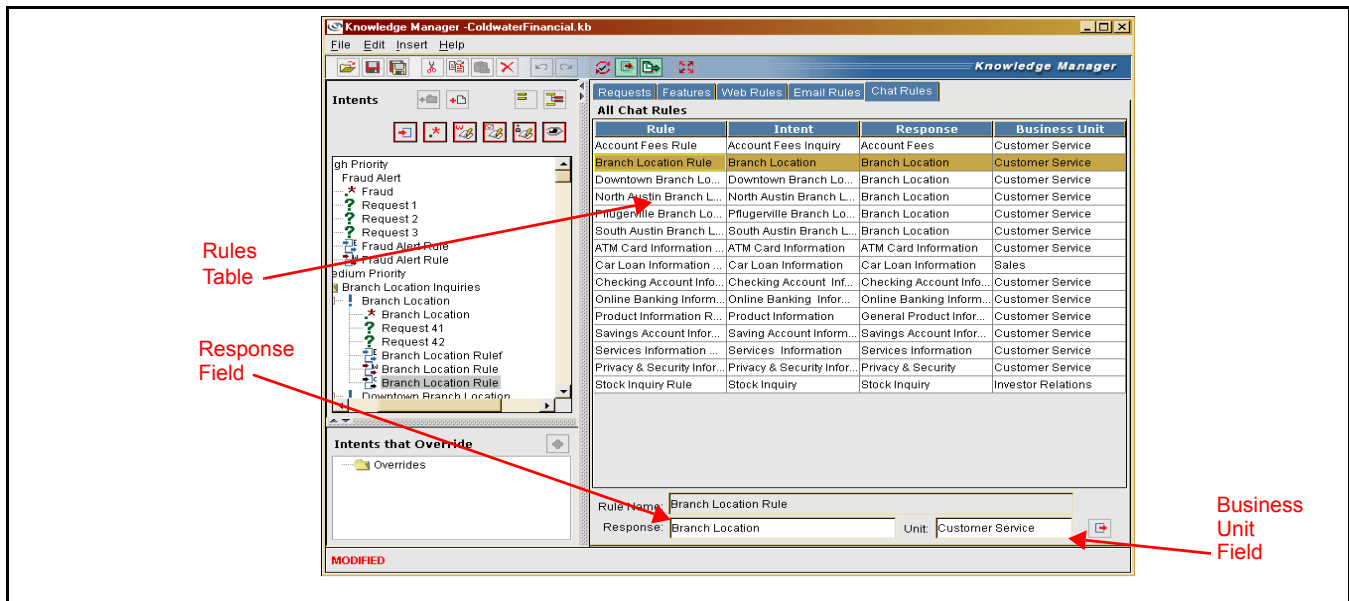 Knowledge Manager -ColdwaterFinancial.kb
File Edit Insert Help
Knowledge Manager
Intents
Requests Features Web Rules Email Rules Chat Rules
All Chat Rules
Rule Intent Response Business Unit
Account Fees Rule Account Fees Inquiry Account Fees Customer Service
Branch Location Rule Branch Location Branch Location Customer Service
Downtown Branch Lo... Downtown Branch Lo... Branch Location Customer Service
North Austin Branch L... North Austin Branch L... Branch Location Customer Service
Pflugerville Branch Lo... Pflugerville Branch Lo... Branch Location Customer Service
South Austin Branch L... South Austin Branch L... Branch Location Customer Service
ATM Card Information ... ATM Card Information ATM Card Information Customer Service
Car Loan Information ... Car Loan Information Car Loan Information Sales
Checking Account Info... Checking Account Inf... Checking Account Info... Customer Service
Online Banking Inform... Online Banking Infor... Online Banking Inform... Customer Service
Product Information R... Product Information General Product Infor... Customer Service
Savings Account Infor... Saving Account Inform... Savings Account Infor... Customer Service
Services Information ... Services Information Services Information Customer Service
Privacy & Security Infor... Privacy & Security Infor... Privacy & Security Customer Service
Stock Inquiry Rule Stock Inquiry Stock Inquiry Investor Relations
gh Priority
Fraud Alert
Fraud
Request 1
Request 2
Request 3
Fraud Alert Rule
Fraud Alert Rule
edium Priority
Branch Location Inquiries
Branch Location
Branch Location
Request 41
Request 42
Branch Location Rulef
Branch Location Rule
Branch Location Rule
Downtown Branch Location
Intents that Override
Overrides
Rule Name: Branch Location Rule
Response: Branch Location Unit: Customer Service
MODIFIED
Rules
Table
Response
Field
Business
Unit
Field